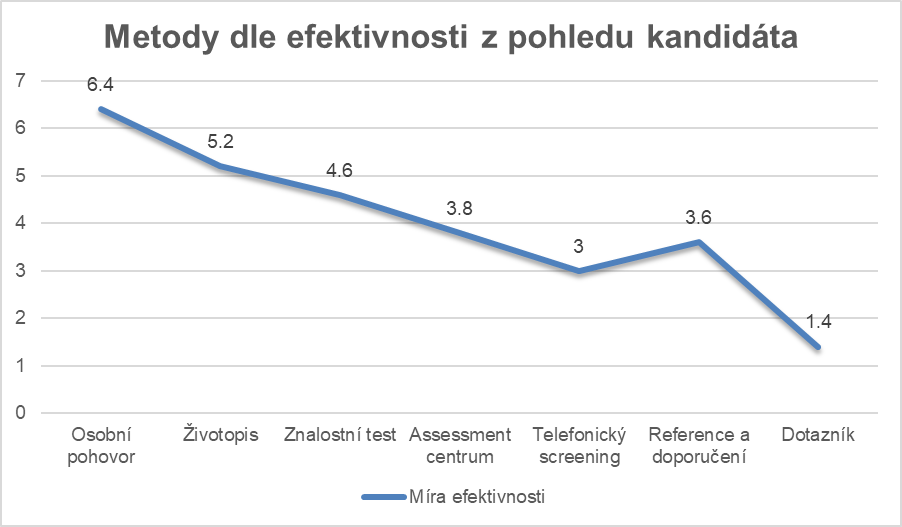 Metody dle efektivnosti z pohledu kandidáta
7
6
5
4
3
2
1
0
6.4
5.2
4.6
3.8
3
3.6
1.4
Osobní
pohovor
Životopis
Znalostní test
Assessment
centrum
Telefonický
screening
Reference a
doporučení
Dotazník
Míra efektivnosti